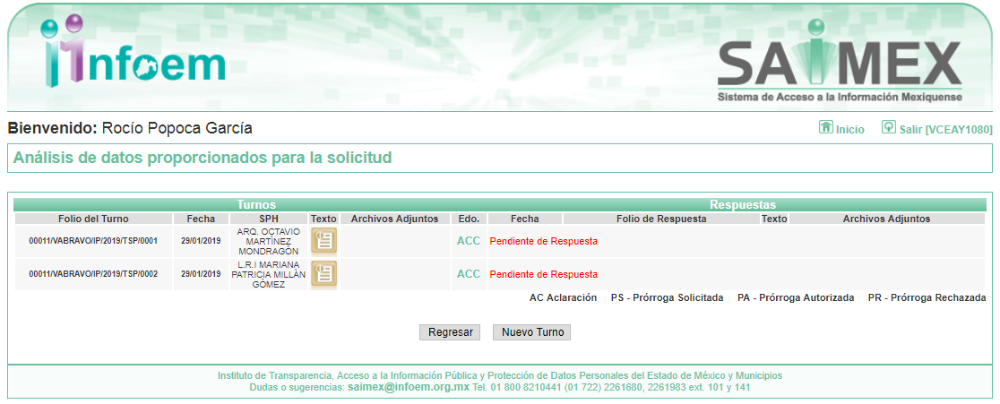 infoem
SAIMEX
Sistema de Acceso a la Información Mexiquense
Bienvenido: Rocío Popoca García
Inicio Salir [VCEAY1080]
Análisis de datos proporcionados para la solicitud
Turnos Respuestas
Folio del Turno Fecha SPH Texto Archivos Adjuntos Edo. Fecha Folio de Respuesta Texto Archivos Adjuntos
00011/VABRAVO/IP/2019/TSP/0001 29/01/2019 ARQ. OCTAVIO
MARTÍNEZ
MONDRAGÓN
ACC Pendiente de Respuesta
00011/VABRAVO/IP/2019/TSP/0002 29/01/2019 L.R.I MARIANA
PATRICIA MILLÁN
GÓMEZ
ACC Pendiente de Respuesta
AC Aclaración PS - Prórroga Solicitada PA - Prórroga Autorizada PR - Prórroga Rechazada
Regresar Nuevo Turno
Instituto de Transparencia, Acceso a la Información Pública y Protección de Datos Personales del Estado de México y Municipios
Dudas o sugerencias: saimex@infoem.org.mx Tel. 01 800 8210441 (01 722) 2261680, 2261983 ext. 101 y 141